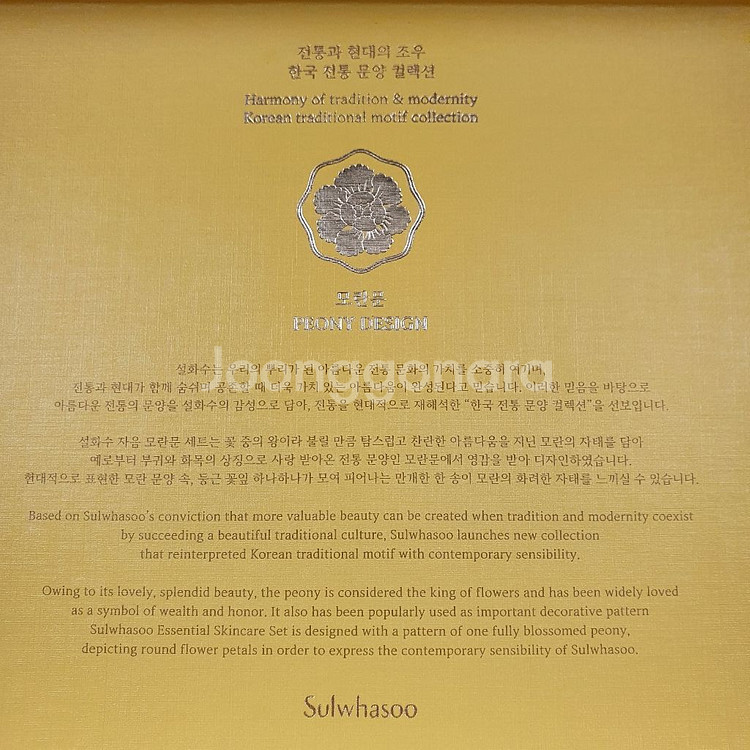 전통과 현대의 조우
한국 전통 문양 컬렉션
Harmony of tradition & modernity
Korean traditional motif collection
모란문
PEONY DESIGN
설화수는 우리의 뿌리가 된 아름다운 전통 문화의 가치를 소중히 여기며,
전통과 현대가 함께 숨쉬며 공존할 때 더욱 가치 있는 아름다움이 완성된다고 믿습니다. 이러한 믿음을 바탕으로
아름다운 전통의 문양을 설화수의 감성으로 담아, 전통을 현대적으로 재해석한 “한국 전통 문양 컬렉션”을 선보입니다.
설화수 자음 모란문 세트는 꽃 중의 왕이라 불릴 만큼 탐스럽고 찬란한 아름다움을 지닌 모란의 자태를 담아
예로부터 부귀와 화목의 상징으로 사랑 받아온 전통 문양인 모란문에서 영감을 받아 디자인하였습니다.
현대적으로 표현한 모란 문양 속, 둥근 꽃잎 하나하나가 모여 피어나는 만개한 한 송이 모란의 화려한 자태를 느끼실 수 있습니다.
Based on Sulwhasoo's conviction that more valuable beauty can be created when tradition and modernity coexist
by succeeding a beautiful traditional culture, Sulwhasoo launches new collection
that reinterpreted Korean traditional motif with contemporary sensibility.
Owing to its lovely, splendid beauty, the peony is considered the king of flowers and has been widely loved
as a symbol of wealth and honor. It also has been popularly used as important decorative pattern
Sulwhasoo Essential Skincare Set is designed with a pattern of one fully blossomed peony,
depicting round flower petals in order to express the contemporary sensibility of Sulwhasoo.
Sulwhasoo